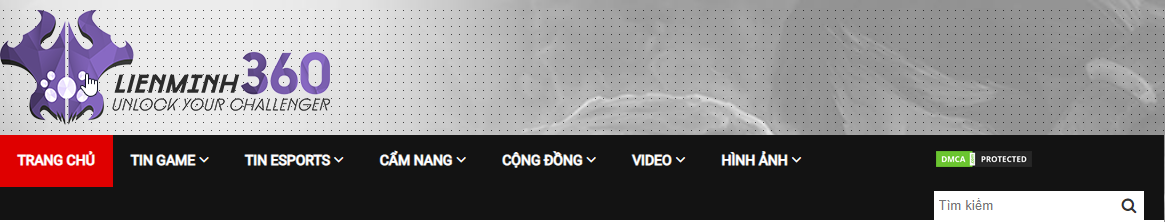 LIENMINH360
UNLOCK YOUR CHALLENGER
TRANG CHỦ TIN GAME TIN ESPORTS CẨM NANG CỘNG ĐỒNG VIDEO HÌNH ẢNH
DMCA PROTECTED
Tìm kiếm